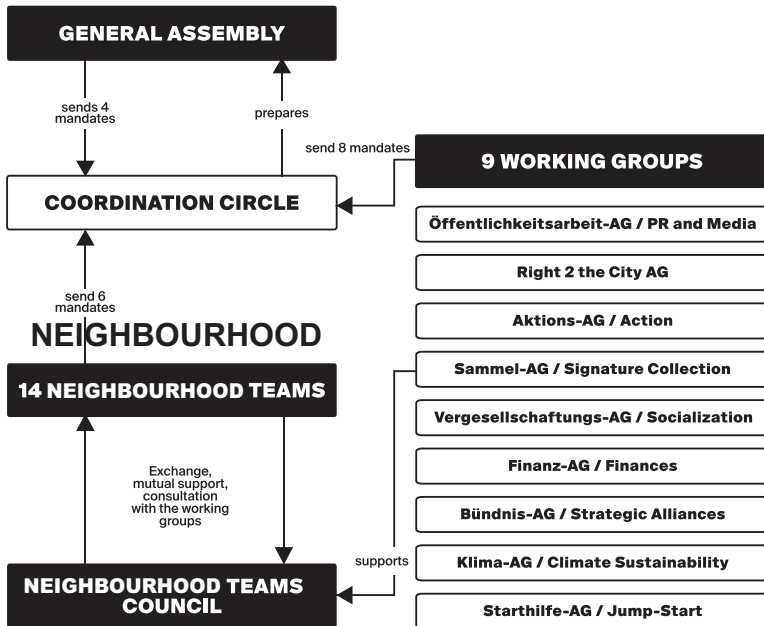 GENERAL ASSEMBLY
sends 4
mandates
prepares
send 8 mandates
9 WORKING GROUPS
COORDINATION CIRCLE
Öffentlichkeitsarbeit-AG / PR and Media
Right 2 the City AG
Aktions-AG / Action
send 6
mandates
NEIGHBOURHOOD
14 NEIGHBOURHOOD TEAMS
Sammel-AG / Signature Collection
Vergesellschaftungs-AG / Socialization
Finanz-AG / Finances
Bündnis-AG / Strategic Alliances
Klima-AG / Climate Sustainability
Starthilfe-AG / Jump-Start
Exchange,
mutual support,
consultation
with the working
groups
supports
NEIGHBOURHOOD TEAMS
COUNCIL